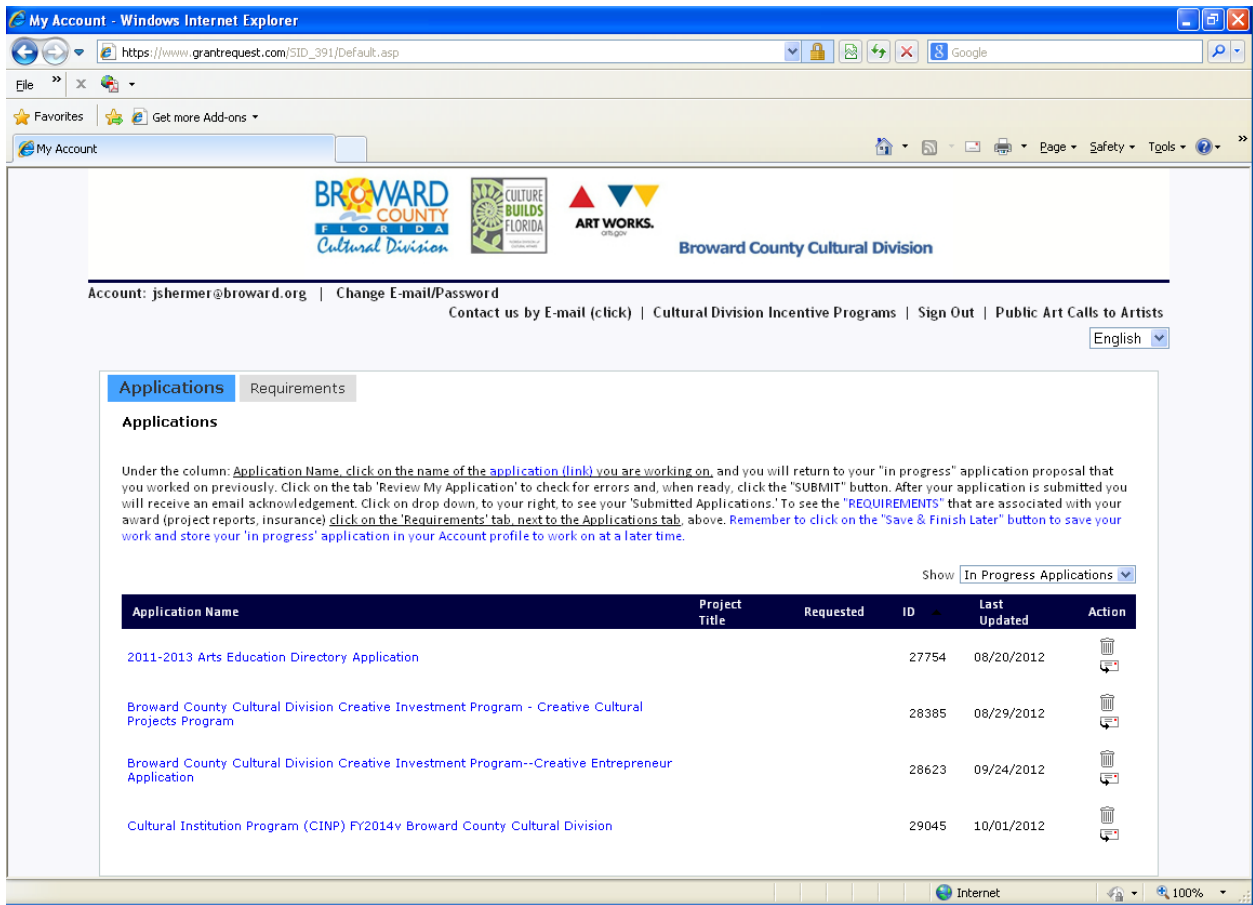 My Account - Windows Internet Explorer
https://www.grantrequest.com/SID_391/Default.asp
8 Google
File » x
Favorites Get more Add-ons
My Account Page Safety Tools »
BROWARD
COUNTY
FLORIDA
Cultural Division
CULTURE
BUILDS
FLORIDA
ART WORKS.
arts.gov
Broward County Cultural Division
Account: jshermer@broward.org | Change E-mail/Password
Contact us by E-mail (click) | Cultural Division Incentive Programs | Sign Out | Public Art Calls to Artists
English
Applications Requirements
Applications
Under the column: Application Name, click on the name of the application (link) you are working on, and you will return to your "in progress" application proposal that
you worked on previously. Click on the tab 'Review My Application' to check for errors and, when ready, click the "SUBMIT" button. After your application is submitted you
will receive an email acknowledgement. Click on drop down, to your right, to see your 'Submitted Applications.' To see the "REQUIREMENTS" that are associated with your
award (project reports, insurance) click on the 'Requirements' tab, next to the Applications tab, above. Remember to click on the "Save & Finish Later" button to save your
work and store your 'in progress' application in your Account profile to work on at a later time.
Show In Progress Applications
Application Name Project Title Requested ID Last Updated Action
2011-2013 Arts Education Directory Application 27754 08/20/2012
Broward County Cultural Division Creative Investment Program - Creative Cultural
Projects Program 28385 08/29/2012
Broward County Cultural Division Creative Investment Program--Creative Entrepreneur
Application 28623 09/24/2012
Cultural Institution Program (CINP) FY2014v Broward County Cultural Division 29045 10/01/2012
Internet 100%